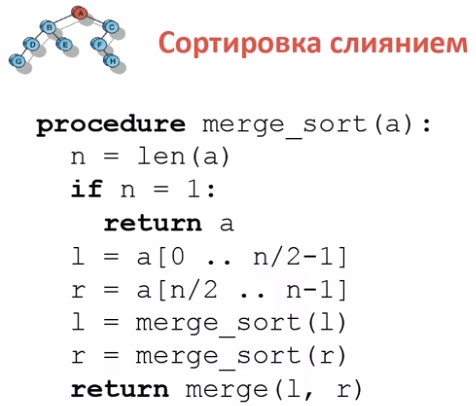 A
B
C
D
E
F
G
H
Сортировка слиянием
procedure merge_sort(a):
n = len(a)
if n = 1:
return a
l = a[0 .. n/2-1]
r = a[n/2 .. n-1]
l = merge_sort(l)
r = merge_sort(r)
return merge(l, r)